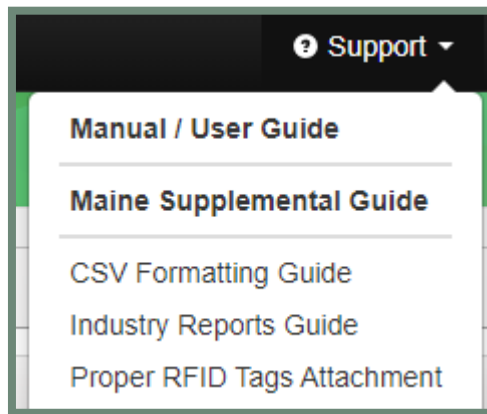 Support
Manual / User Guide
Maine Supplemental Guide
CSV Formatting Guide
Industry Reports Guide
Proper RFID Tags Attachment